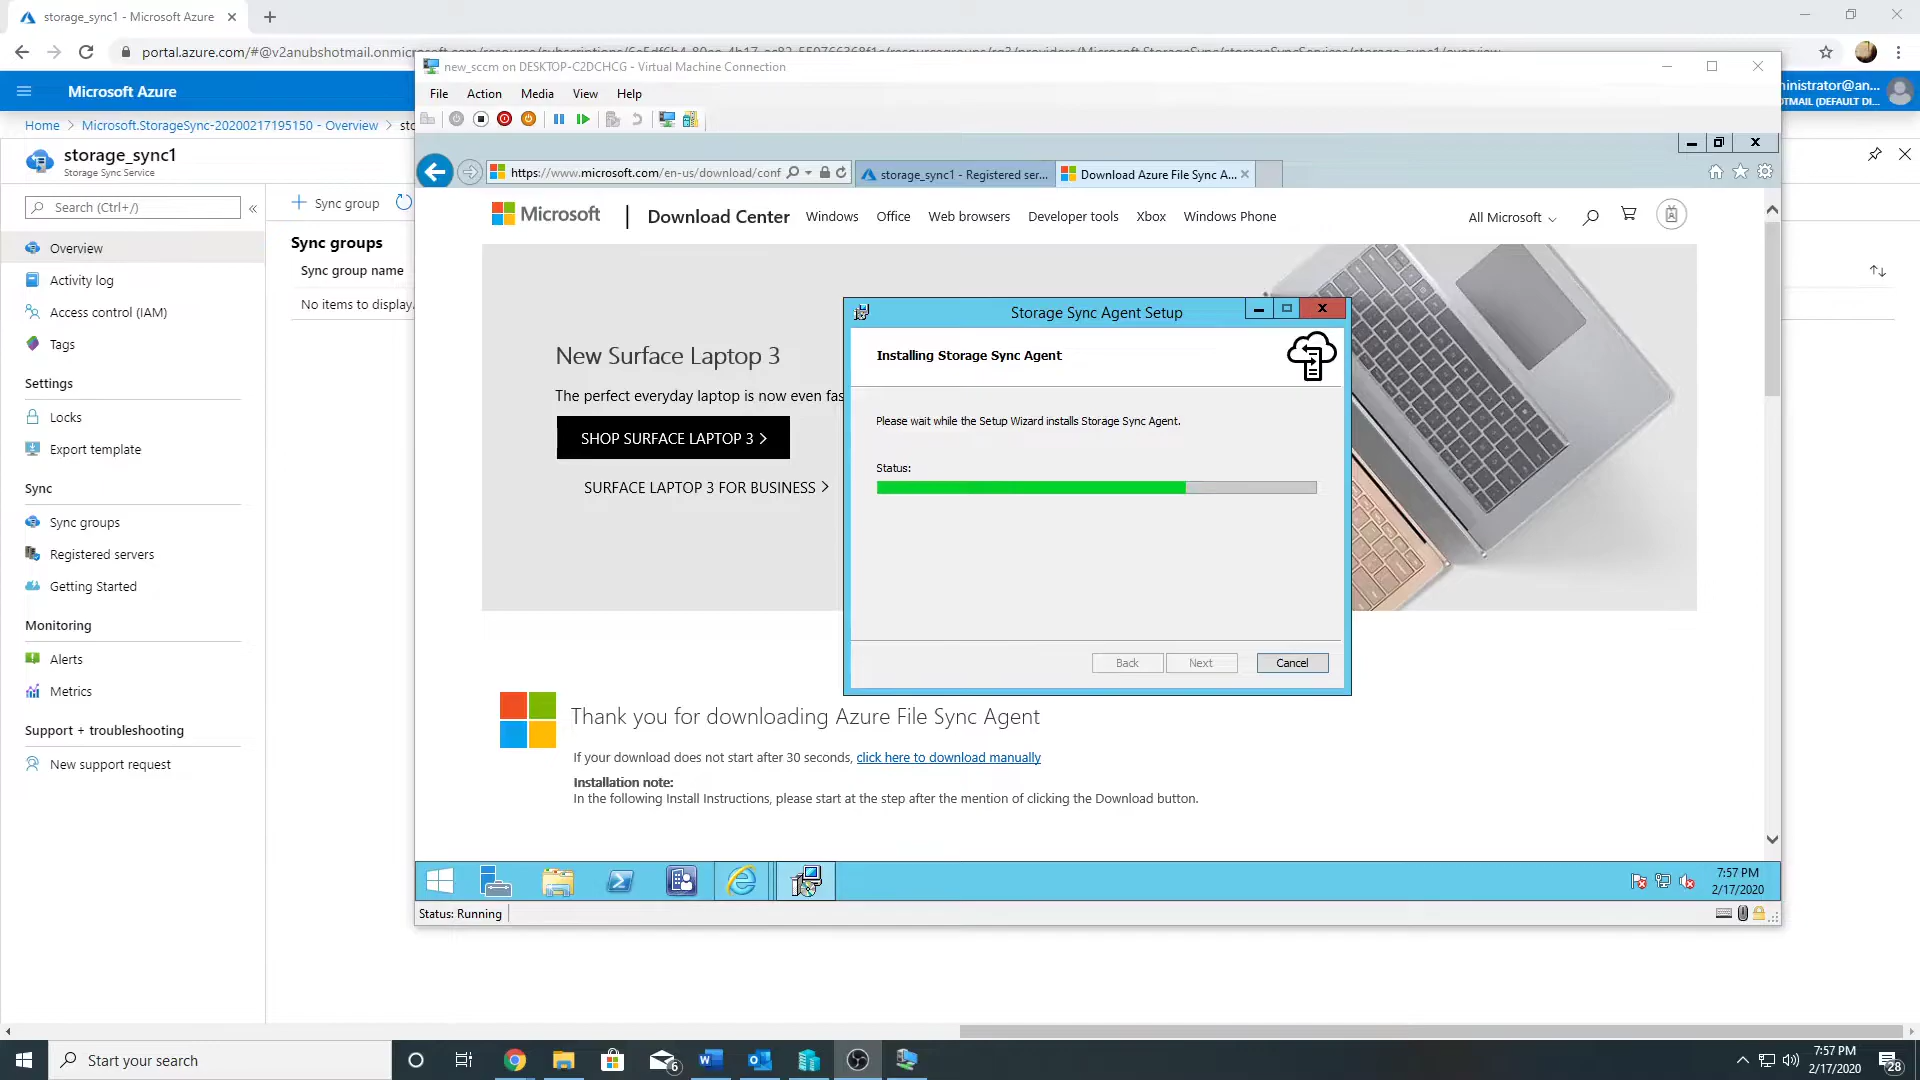 storage_sync1 - Microsoft Azure
new_sccm on DESKTOP-C2DCHCG - Virtual Machine Connection
File Action Media View Help
Microsoft Azure
ninistrator@an...
OTMAIL (DEFAULT DI...
Home > Microsoft.StorageSync-20200217195150 - Overview >
storage_sync1
Storage Sync Service
Search (Ctrl+/)
«
Sync group
Overview
Activity log
Access control (IAM)
Tags
Settings
Locks
Export template
Sync
Sync groups
Registered servers
Getting Started
Monitoring
Alerts
Metrics
Support + troubleshooting
New support request
Sync groups
Sync group name
No items to display.
https://www.microsoft.com/en-us/download/conf
storage_sync1 - Registered ser...
Download Azure File Sync A...
Microsoft | Download Center Windows Office Web browsers Developer tools Xbox Windows Phone All Microsoft
New Surface Laptop 3
The perfect everyday laptop is now even fas
SHOP SURFACE LAPTOP 3 >
SURFACE LAPTOP 3 FOR BUSINESS >
Storage Sync Agent Setup
Installing Storage Sync Agent
Please wait while the Setup Wizard installs Storage Sync Agent.
Status:
Back Next Cancel
Thank you for downloading Azure File Sync Agent
If your download does not start after 30 seconds, click here to download manually
Installation note:
In the following Install Instructions, please start at the step after the mention of clicking the Download button.
7:57 PM
2/17/2020
Status: Running
Start your search
6
7:57 PM
2/17/2020
28